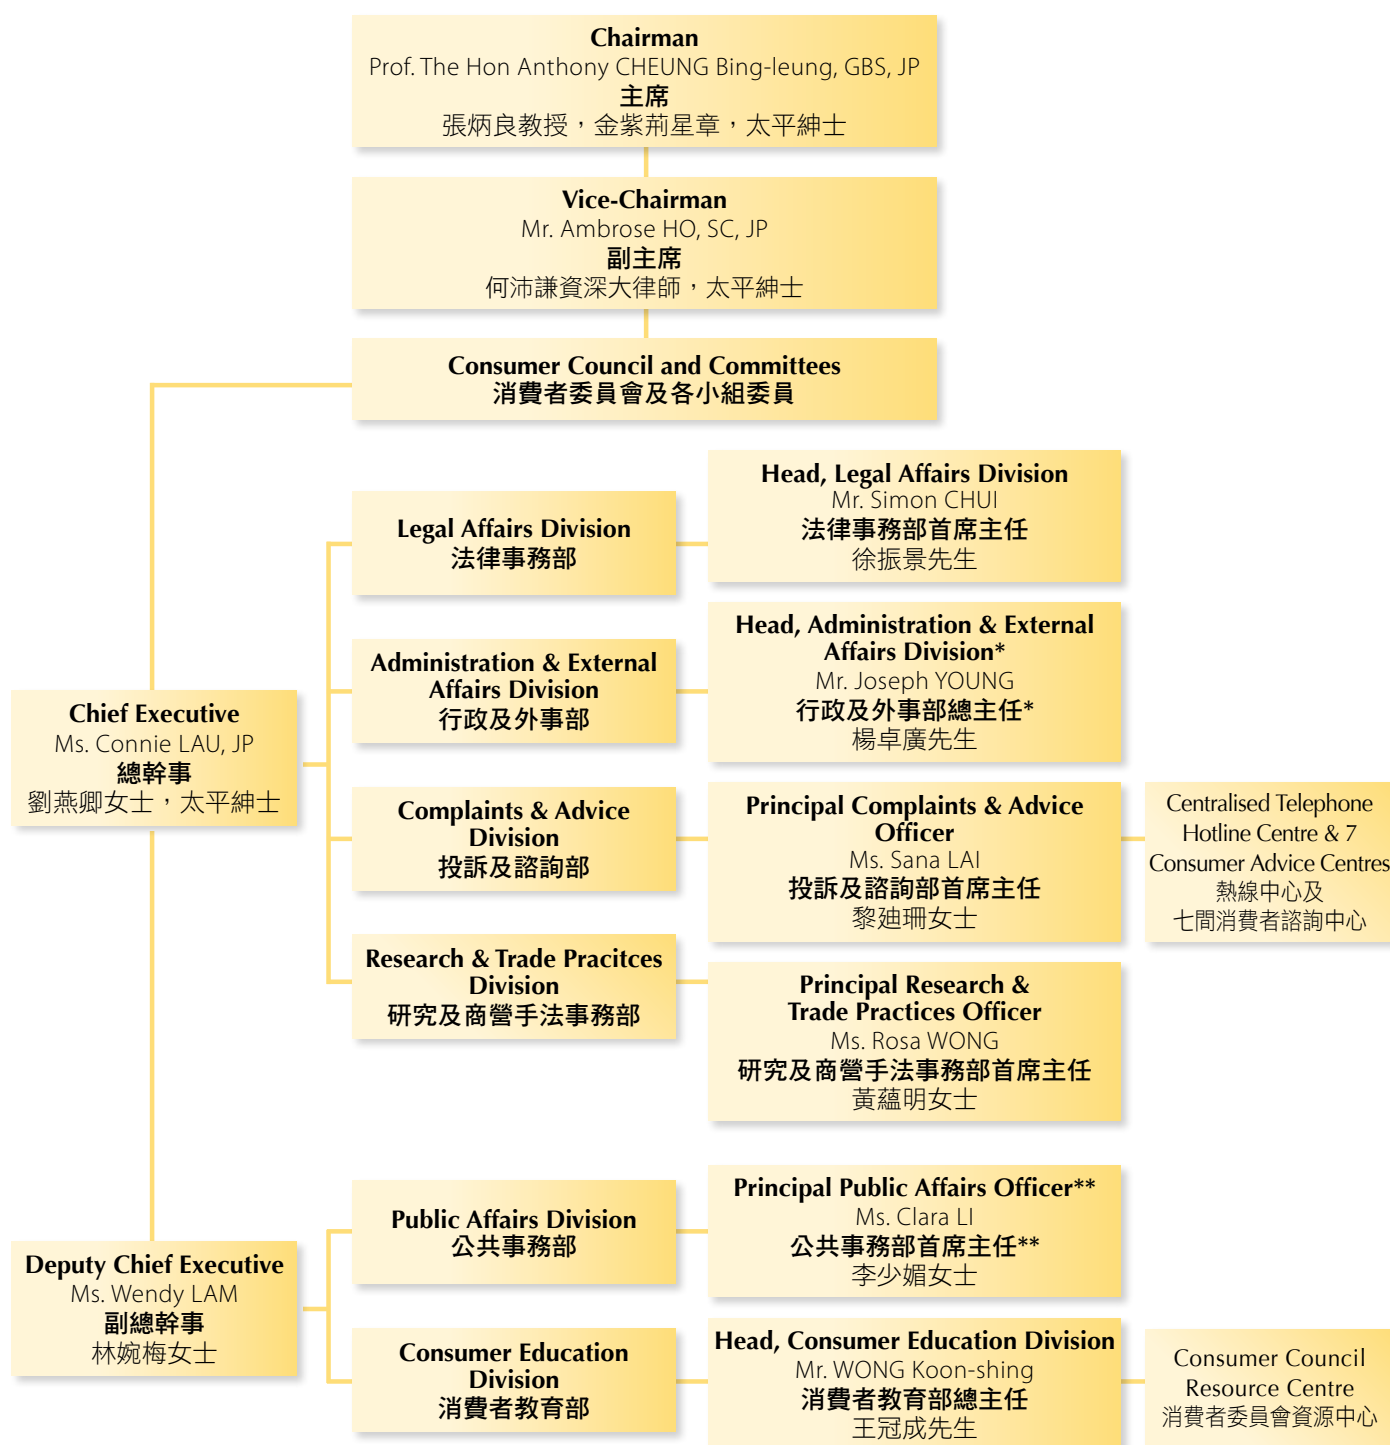 Chairman
Prof. The Hon Anthony CHEUNG Bing-leung, GBS, JP
主席
張炳良教授，金紫荊星章，太平紳士
Vice-Chairman
Mr. Ambrose HO, SC, JP
副主席
何沛謙資深大律師，太平紳士
Consumer Council and Committees
消費者委員會及各小組委員
Chief Executive
Ms. Connie LAU, JP
總幹事
劉燕卿女士，太平紳士
Legal Affairs Division
法律事務部
Head, Legal Affairs Division
Mr. Simon CHUI
法律事務部首席主任
徐振景先生
Administration & External
Affairs Division
行政及外事部
Head, Administration & External
Affairs Division*
Mr. Joseph YOUNG
行政及外事部總主任*
楊卓廣先生
Complaints & Advice
Division
投訴及諮詢部
Principal Complaints & Advice
Officer
Ms. Sana LAI
投訴及諮詢部首席主任
黎廸珊女士
Centralised Telephone
Hotline Centre & 7
Consumer Advice Centres
熱線中心及
七間消費者諮詢中心
Research & Trade Pracitces
Division
研究及商營手法事務部
Principal Research &
Trade Practices Officer
Ms. Rosa WONG
研究及商營手法事務部首席主任
黃蘊明女士
Deputy Chief Executive
Ms. Wendy LAM
副總幹事
林婉梅女士
Public Affairs Division
公共事務部
Principal Public Affairs Officer**
Ms. Clara LI
公共事務部首席主任**
李少媚女士
Consumer Education
Division
消費者教育部
Head, Consumer Education Division
Mr. WONG Koon-shing
消費者教育部總主任
王冠成先生
Consumer Council
Resource Centre
消費者委員會資源中心